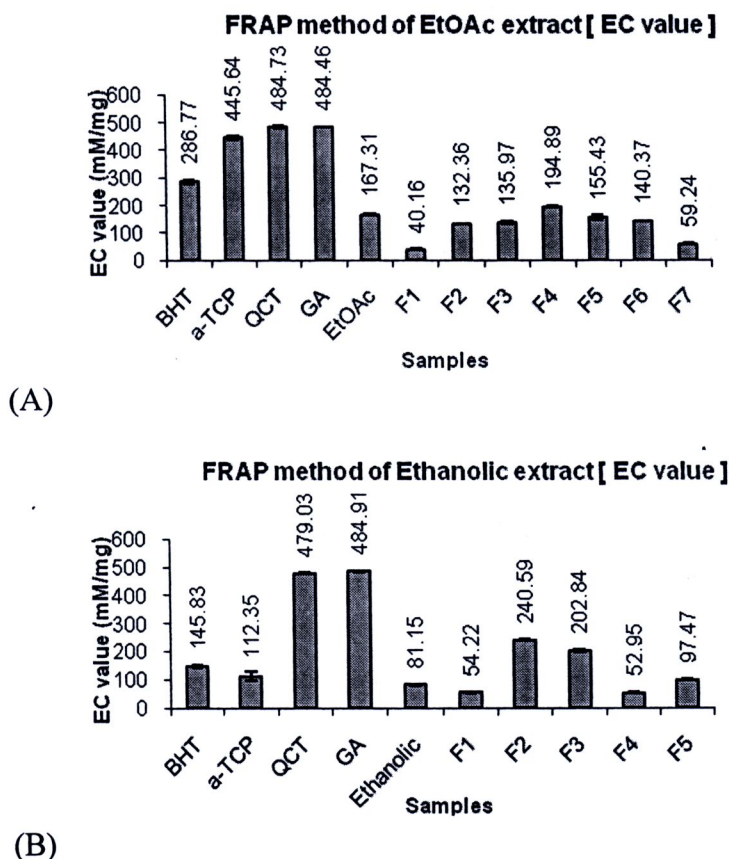 FRAP method of EtOAc extract [ EC value ]
EC value (mM/mg)
600
500
400
300
200
100
0
286.77
445.64
484.73
484.46
167.31
40.16
132.36
135.97
194.89
155.43
140.37
59.24
BHT
a-TCP
QCT
GA
EtOAc
F1
F2
F3
F4
F5
F6
F7
Samples
(A)
FRAP method of Ethanolic extract [ EC value ]
EC value (mM/mg)
600
500
400
300
200
100
0
145.83
112.35
479.03
484.91
81.15
54.22
240.59
202.84
52.95
97.47
BHT
a-TCP
QCT
GA
Ethanolic
F1
F2
F3
F4
F5
Samples
(B)